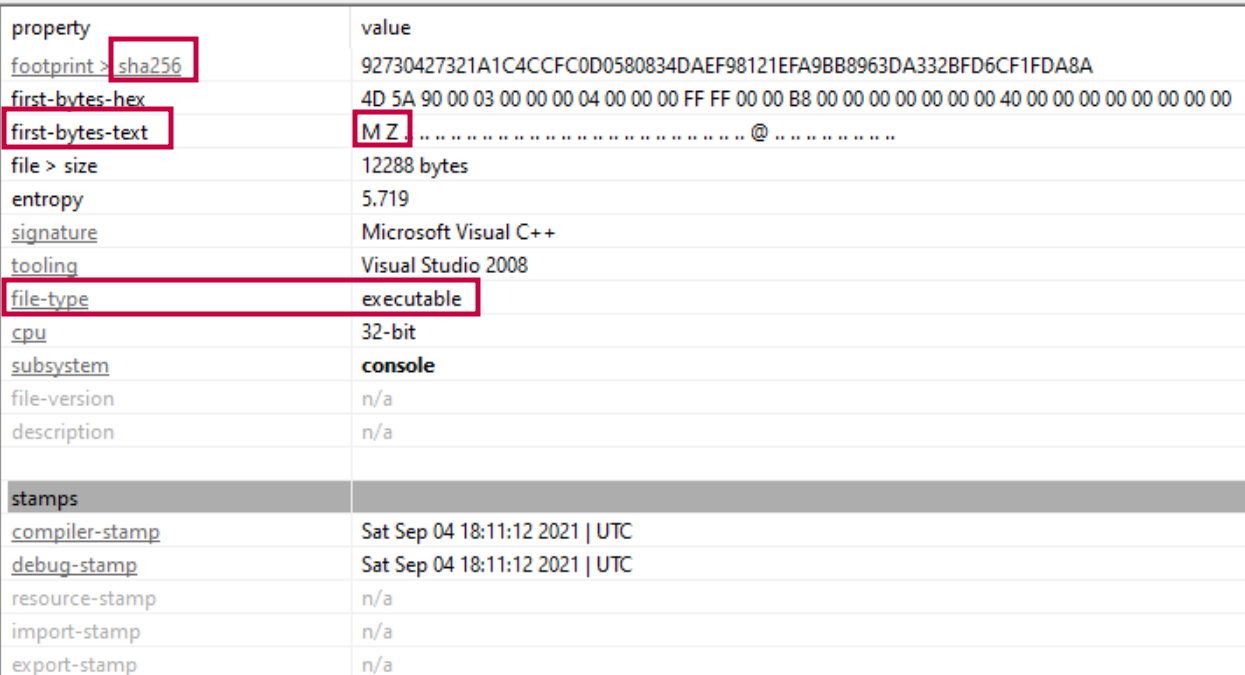 property value
footprint > sha256 92730427321A1C4CCFC0D0580834DAEF98121EFA9BB8963DA332BFD6CF1FDA8A
first-bytes-hex 4D 5A 90 00 03 00 00 00 04 00 00 00 FF FF 00 00 B8 00 00 00 00 00 00 00 40 00 00 00 00 00 00 00 00
first-bytes-text M Z .. .. .. .. .. .. .. .. .. .. .. .. .. .. .. .. .. .. .. .. .. .. @ .. .. .. .. .. .. .. ..
file > size 12288 bytes
entropy 5.719
signature Microsoft Visual C++
tooling Visual Studio 2008
file-type executable
cpu 32-bit
subsystem console
file-version n/a
description n/a
stamps
compiler-stamp Sat Sep 04 18:11:12 2021 | UTC
debug-stamp Sat Sep 04 18:11:12 2021 | UTC
resource-stamp n/a
import-stamp n/a
export-stamp n/a